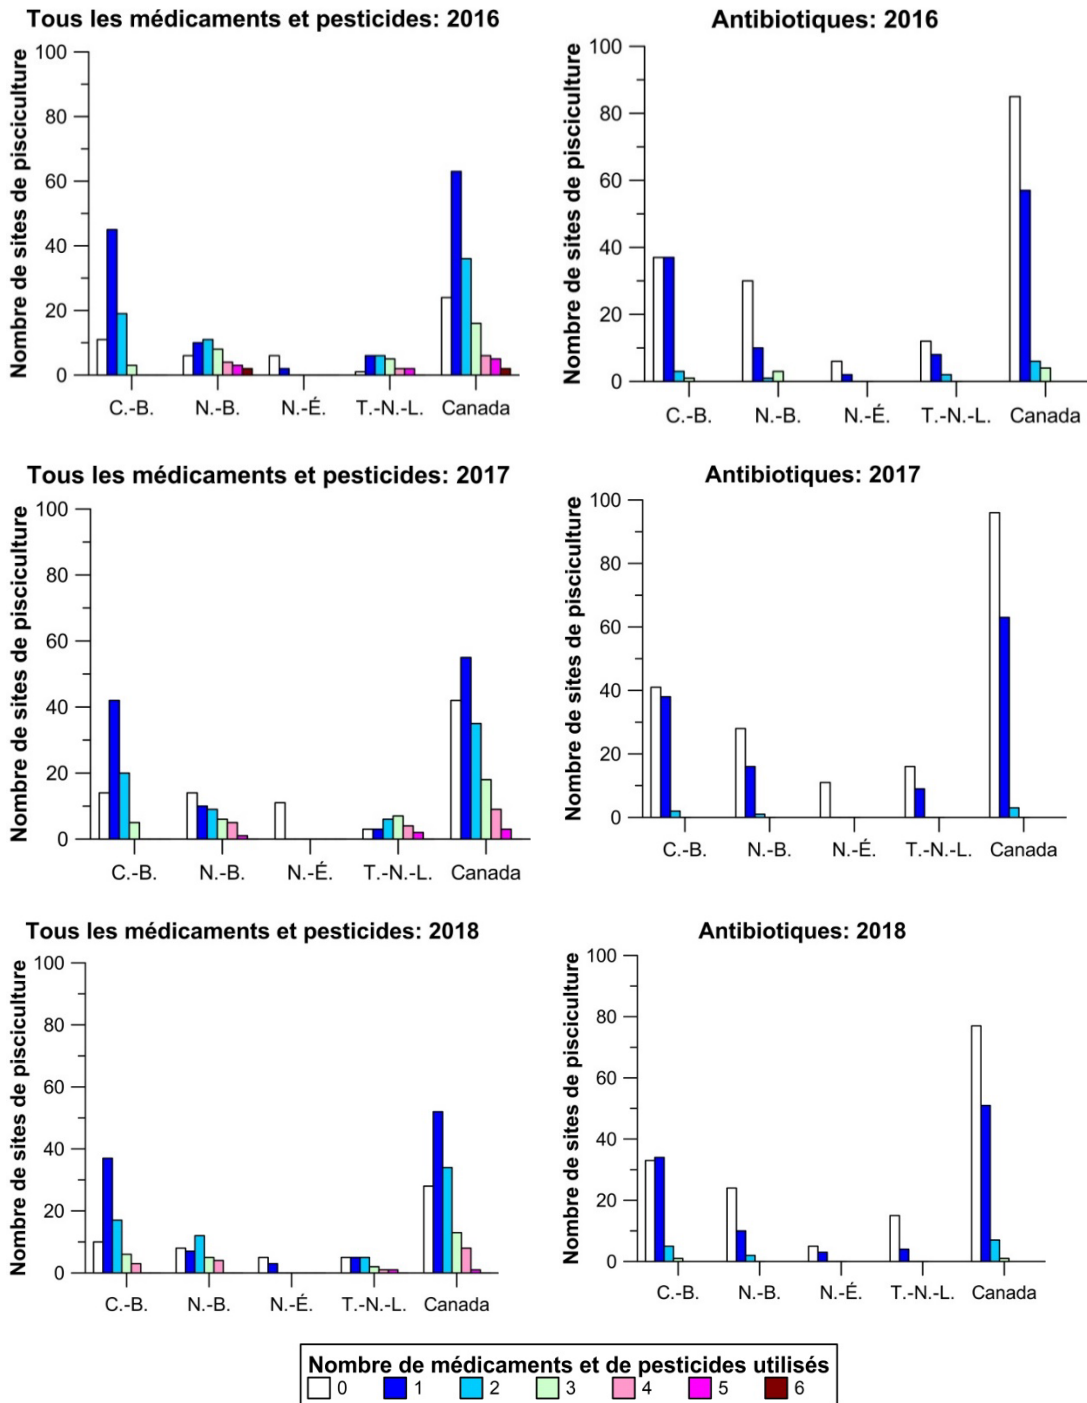 Tous les médicaments et pesticides: 2016
Nombre de sites de pisciculture
100
80
60
40
20
0
C.-B. N.-B. N.-É. T.-N.-L. Canada
Antibiotiques: 2016
Nombre de sites de pisciculture
100
80
60
40
20
0
C.-B. N.-B. N.-É. T.-N.-L. Canada
Tous les médicaments et pesticides: 2017
Nombre de sites de pisciculture
100
80
60
40
20
0
C.-B. N.-B. N.-É. T.-N.-L. Canada
Antibiotiques: 2017
Nombre de sites de pisciculture
100
80
60
40
20
0
C.-B. N.-B. N.-É. T.-N.-L. Canada
Tous les médicaments et pesticides: 2018
Nombre de sites de pisciculture
100
80
60
40
20
0
C.-B. N.-B. N.-É. T.-N.-L. Canada
Antibiotiques: 2018
Nombre de sites de pisciculture
100
80
60
40
20
0
C.-B. N.-B. N.-É. T.-N.-L. Canada
Nombre de médicaments et de pesticides utilisés
0 1 2 3 4 5 6